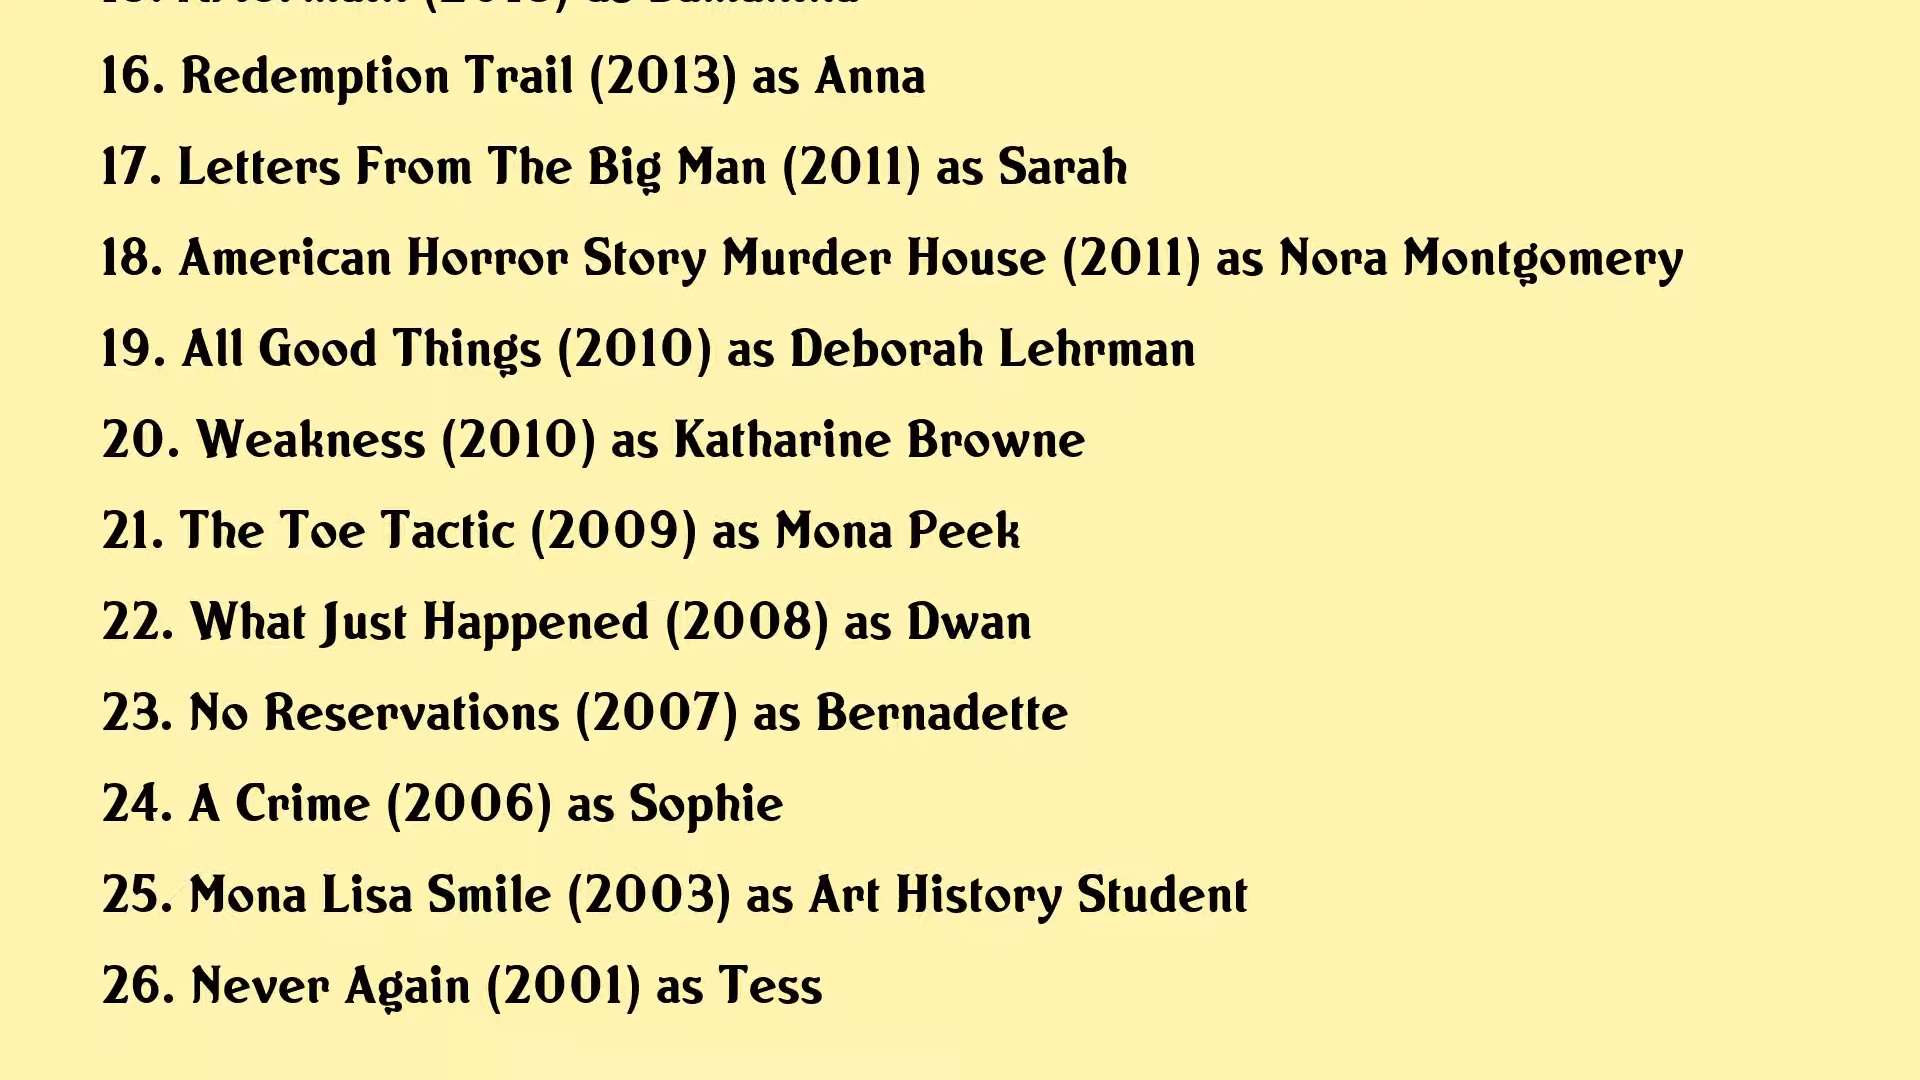 16. Redemption Trail (2013) as Anna
17. Letters From The Big Man (2011) as Sarah
18. American Horror Story Murder House (2011) as Nora Montgomery
19. All Good Things (2010) as Deborah Lehrman
20. Weakness (2010) as Katharine Browne
21. The Toe Tactic (2009) as Mona Peek
22. What Just Happened (2008) as Dwan
23. No Reservations (2007) as Bernadette
24. A Crime (2006) as Sophie
25. Mona Lisa Smile (2003) as Art History Student
26. Never Again (2001) as Tess